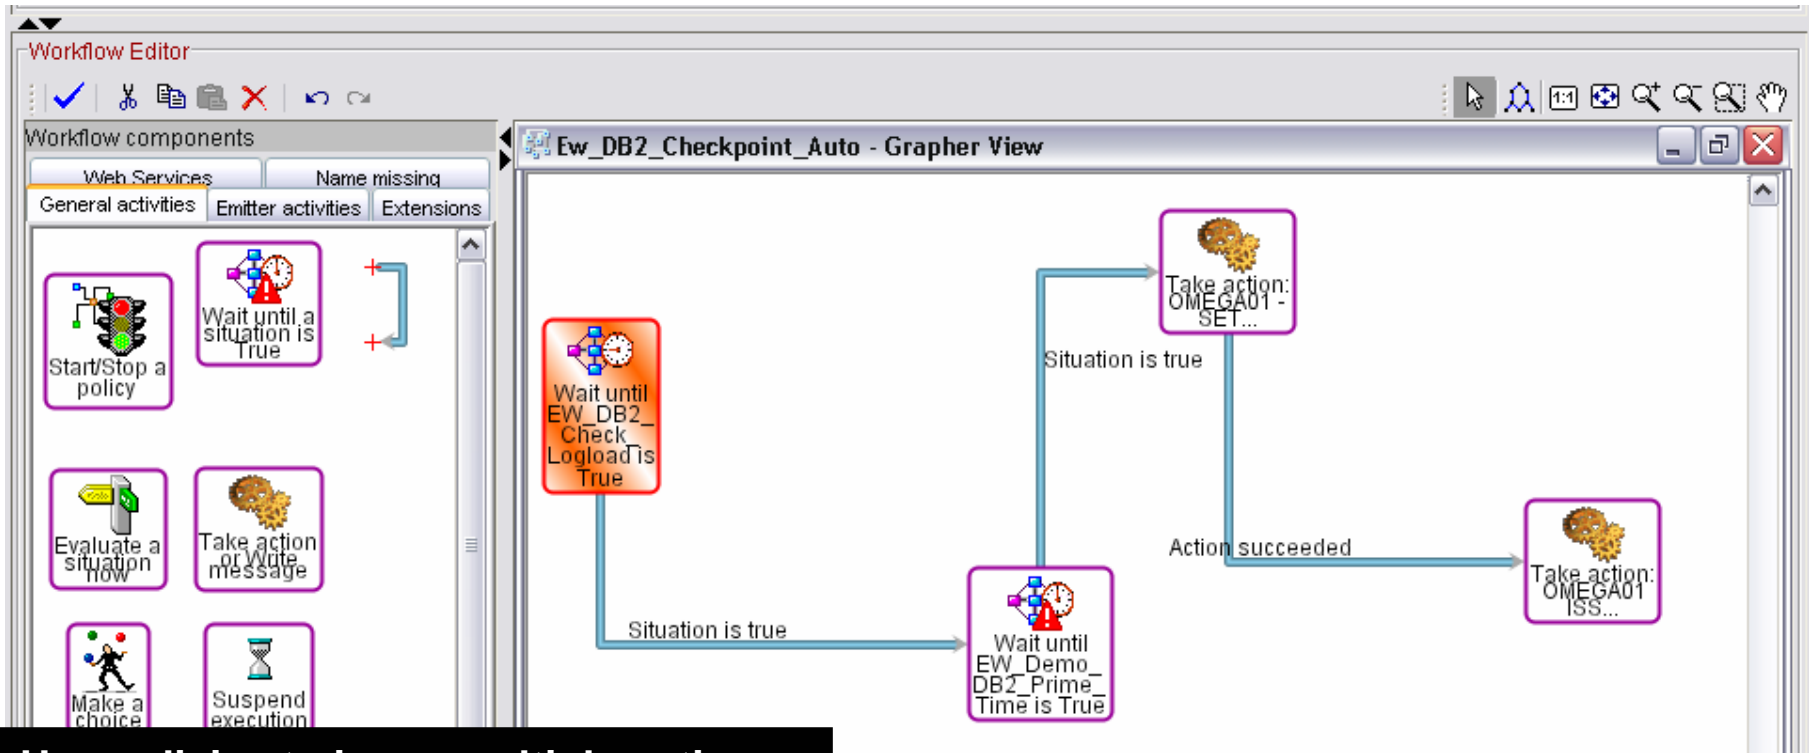 Workflow Editor
1:1
Workflow components
Web Services
Name missing
General activities
Emitter activities
Extensions
Start/Stop a
policy
Wait until a
situation is
True
Evaluate a
situation
now
Take action
or Write
message
Make a
choice
Suspend
execution
Ew_DB2_Checkpoint_Auto - Grapher View
Wait until
EW_DB2_
Check_
Logload is
True
Situation is true
Wait until
EW_Demo_
DB2_Prime_
Time is True
Situation is true
Take action:
OMEGA01 -
SET...
Action succeeded
Take action:
OMEGA01
ISS...